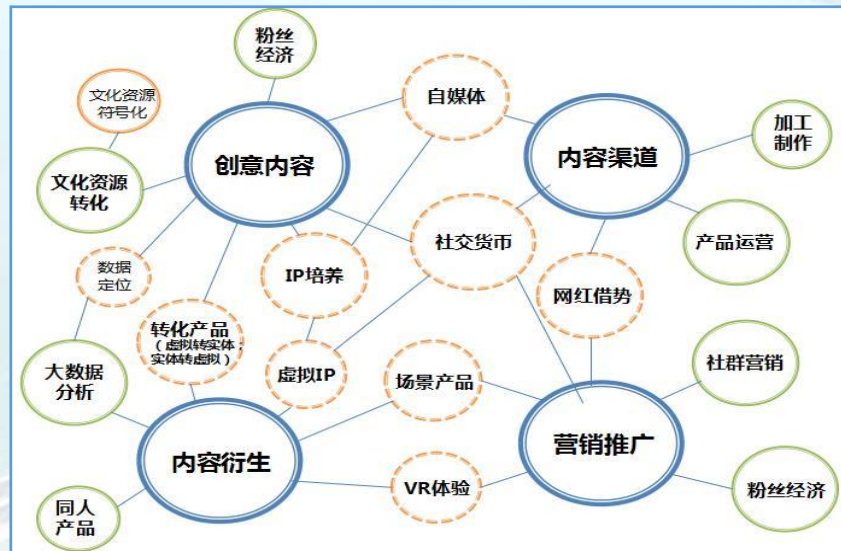 粉丝
经济
自媒体
文化资源
符号化
加工
制作
创意内容
内容渠道
文化资源
转化
社交货币
产品运营
数据
定位
IP培养
网红借势
转化产品
（虚拟转实体；
实体转虚拟）
社群营销
大数据
分析
虚拟IP
场景产品
营销推广
内容衍生
VR体验
粉丝经济
同人
产品